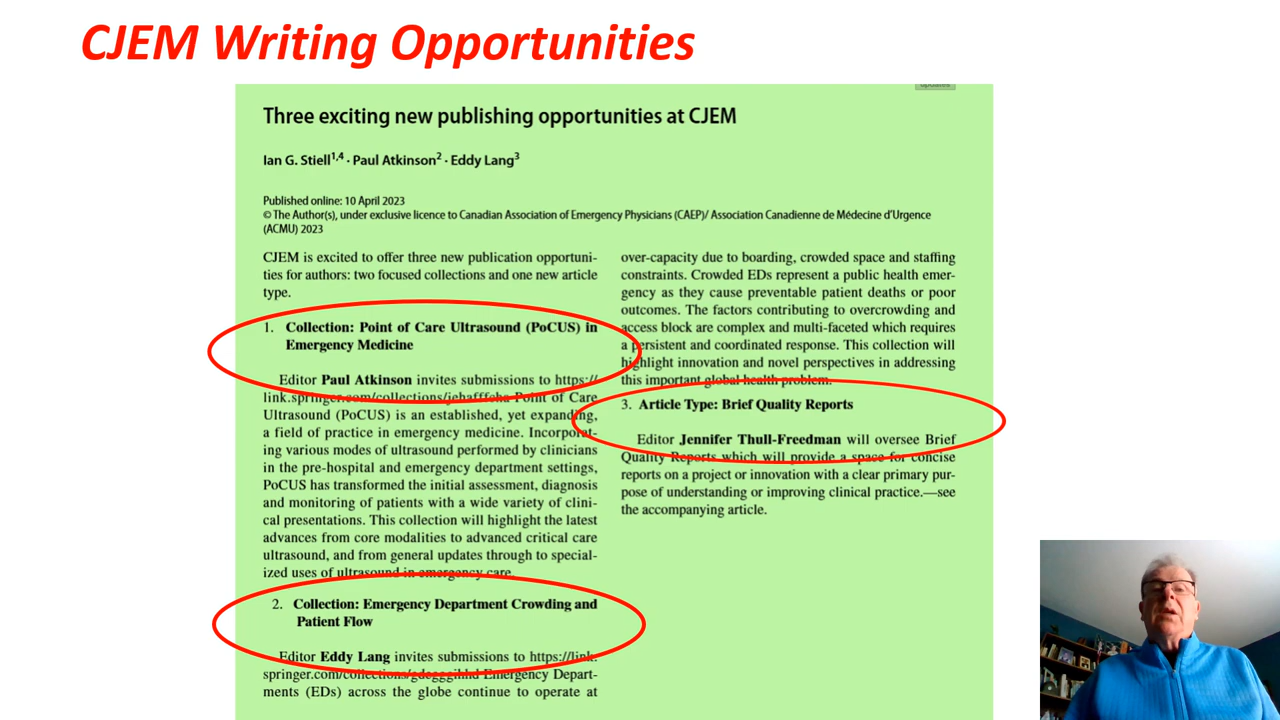 CJEM Writing Opportunities
Three exciting new publishing opportunities at CJEM
Ian G. Stiell1,4 · Paul Atkinson2 · Eddy Lang3
Published online: 10 April 2023
© The Author(s), under exclusive licence to Canadian Association of Emergency Physicians (CAEP)/ Association Canadienne de Médecine d'Urgence
(ACMU) 2023
CJEM is excited to offer three new publication opportuni-
ties for authors: two focused collections and one new article
type.
1. Collection: Point of Care Ultrasound (PoCUS) in
Emergency Medicine
Editor Paul Atkinson invites submissions to https://
Point of Care
Ultrasound (PoCUS) is an established, yet expanding,
a field of practice in emergency medicine. Incorporat-
ing various modes of ultrasound performed by clinicians
in the pre-hospital and emergency department settings,
PoCUS has transformed the initial assessment, diagnosis
and monitoring of patients with a wide variety of clini-
cal presentations. This collection will highlight the latest
advances from core modalities to advanced critical care
ultrasound, and from general updates through to special-
ized uses of ultrasound in emergency care.
2. Collection: Emergency Department Crowding and
Patient Flow
Editor Eddy Lang invites submissions to https://link.
Emergency Depart-
ments (EDs) across the globe continue to operate at
over-capacity due to boarding, crowded space and staffing
constraints. Crowded EDs represent a public health emer-
gency as they cause preventable patient deaths or poor
outcomes. The factors contributing to overcrowding and
access block are complex and multi-faceted which requires
a persistent and coordinated response. This collection will
highlight innovation and novel perspectives in addressing
this important global health problem.
3. Article Type: Brief Quality Reports
Editor Jennifer Thull-Freedman will oversee Brief
Quality Reports which will provide a space for concise
reports on a project or innovation with a clear primary pur-
pose of understanding or improving clinical practice.—see
the accompanying article.